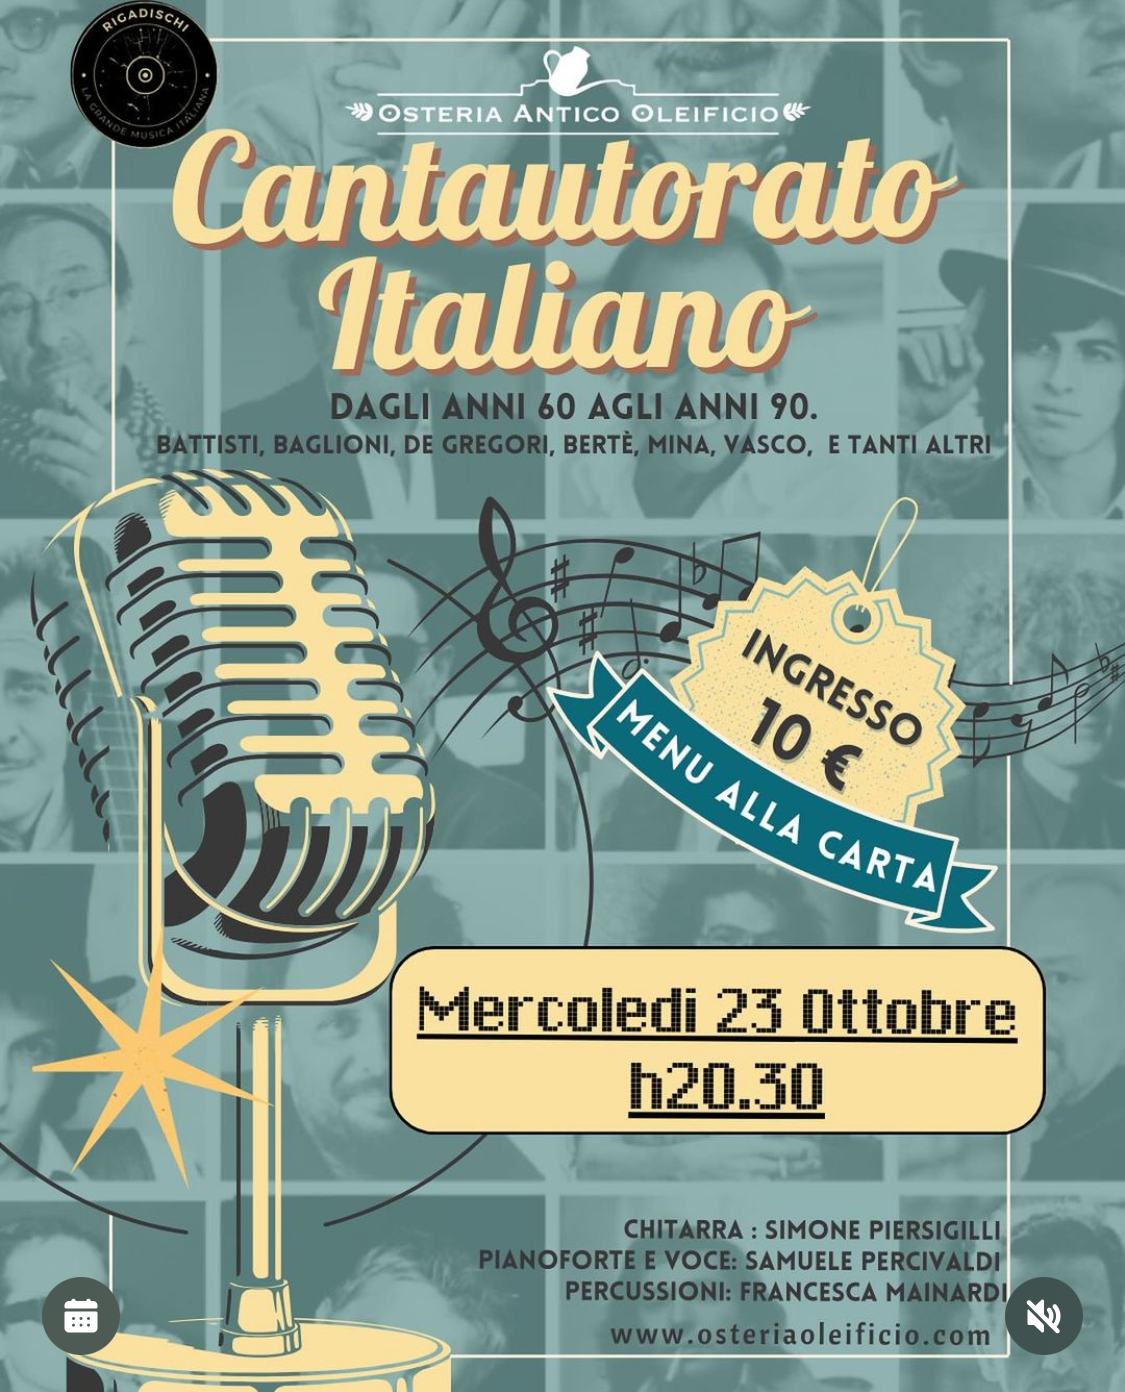 RIGADISCHI
LA GRANDE MUSICA ITALIANA
OSTERIA ANTICO OLEIFICIO
Cantautorato
Italiano
DAGLI ANNI 60 AGLI ANNI 90.
BATTISTI, BAGLIONI, DE GREGORI, BERTÈ, MINA, VASCO, E TANTI ALTRI
INGRESSO
10 €
MENU ALLA CARTA
Mercoledi 23 Ottobre
h20.30
CHITARRA : SIMONE PIERSIGILLI
PIANOFORTE E VOCE: SAMUELE PERCIVALDI
PERCUSSIONI: FRANCESCA MAINARDI
www.osteriaoleificio.com